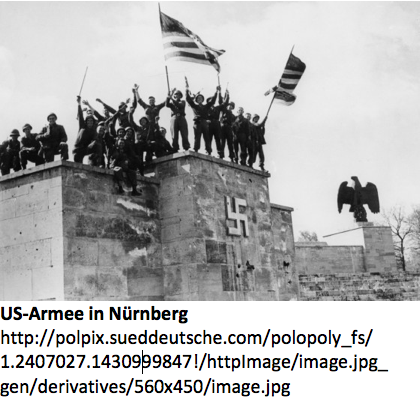 US-Armee in Nürnberg
http://polpix.sueddeutsche.com/polopoly_fs/
1.2407027.1430999847!/httpImage/image.jpg_
gen/derivatives/560x450/image.jpg